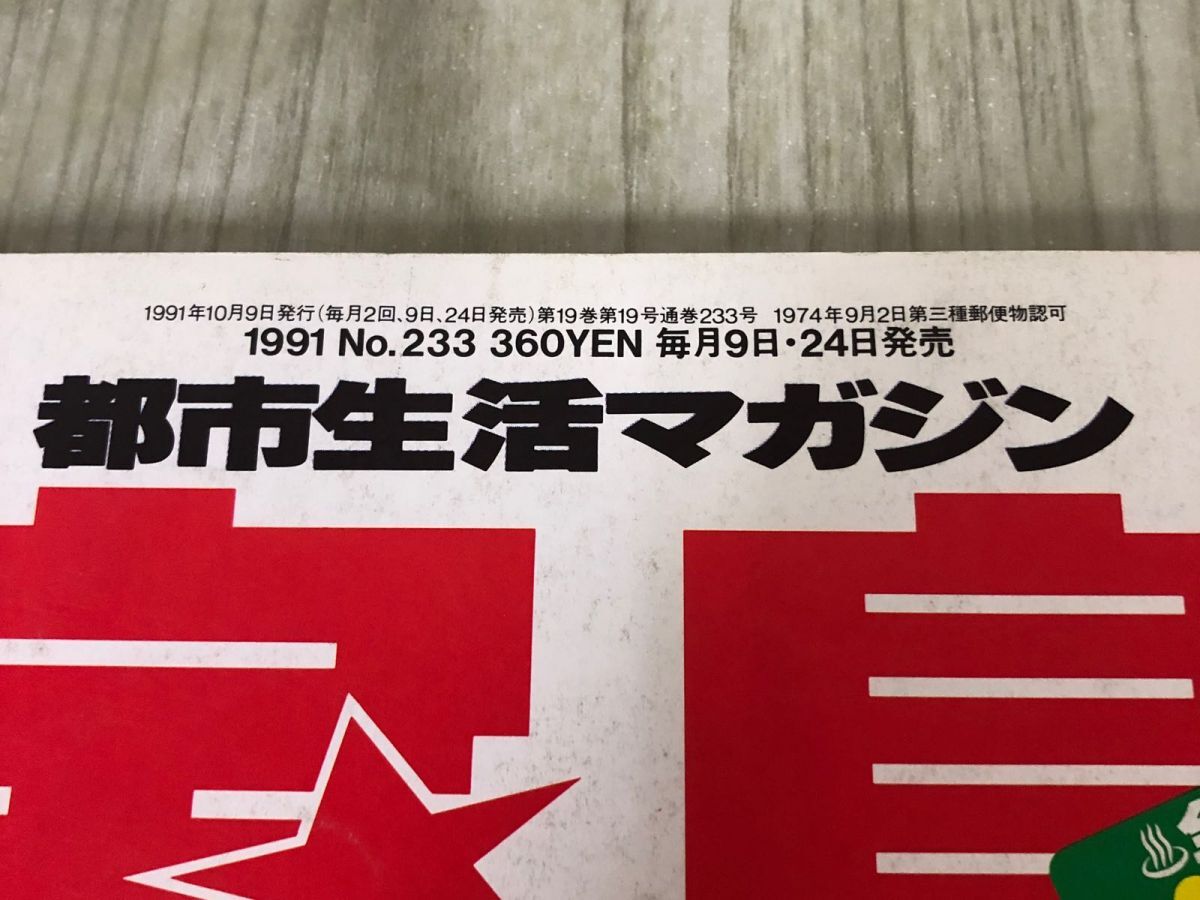 1991年10月9日発行(毎月2回、9日、24日発売)第19巻第19号通巻233号 1974年9月2日第三種郵便物認可
1991 No.233 360YEN 毎月9日・24日発売
都市生活マガジン
宝島